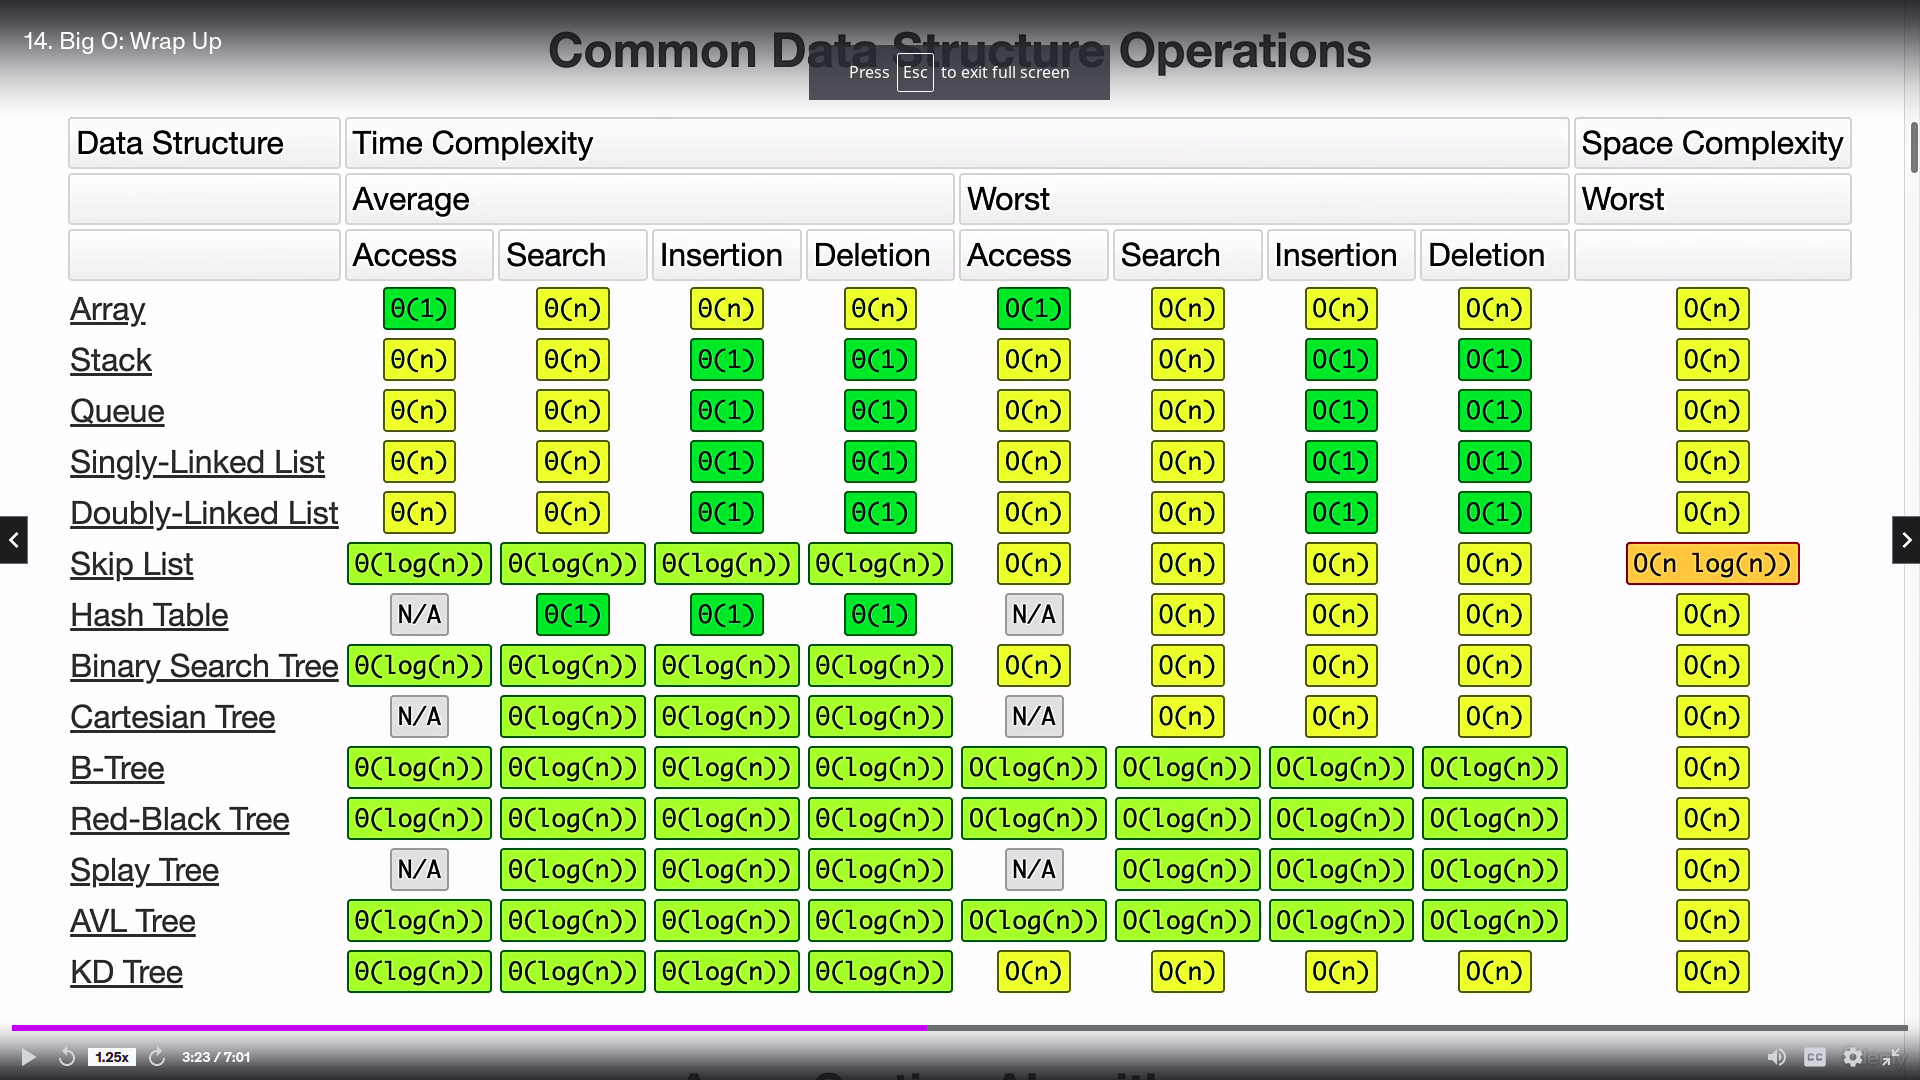 14. Big O: Wrap Up
Common Data Structure Operations
Press Esc to exit full screen
Data Structure Time Complexity Space Complexity
Average Worst Worst
Access Search Insertion Deletion Access Search Insertion Deletion
Array Θ(1) Θ(n) Θ(n) Θ(n) O(1) O(n) O(n) O(n) O(n)
Stack Θ(n) Θ(n) Θ(1) Θ(1) O(n) O(n) O(1) O(1) O(n)
Queue Θ(n) Θ(n) Θ(1) Θ(1) O(n) O(n) O(1) O(1) O(n)
Singly-Linked List Θ(n) Θ(n) Θ(1) Θ(1) O(n) O(n) O(1) O(1) O(n)
Doubly-Linked List Θ(n) Θ(n) Θ(1) Θ(1) O(n) O(n) O(1) O(1) O(n)
Skip List Θ(log(n)) Θ(log(n)) Θ(log(n)) Θ(log(n)) O(n) O(n) O(n) O(n) O(n log(n))
Hash Table N/A Θ(1) Θ(1) Θ(1) N/A O(n) O(n) O(n) O(n)
Binary Search Tree Θ(log(n)) Θ(log(n)) Θ(log(n)) Θ(log(n)) O(n) O(n) O(n) O(n) O(n)
Cartesian Tree N/A Θ(log(n)) Θ(log(n)) Θ(log(n)) N/A O(n) O(n) O(n) O(n)
B-Tree Θ(log(n)) Θ(log(n)) Θ(log(n)) Θ(log(n)) O(log(n)) O(log(n)) O(log(n)) O(log(n)) O(n)
Red-Black Tree Θ(log(n)) Θ(log(n)) Θ(log(n)) Θ(log(n)) O(log(n)) O(log(n)) O(log(n)) O(log(n)) O(n)
Splay Tree N/A Θ(log(n)) Θ(log(n)) Θ(log(n)) N/A O(log(n)) O(log(n)) O(log(n)) O(n)
AVL Tree Θ(log(n)) Θ(log(n)) Θ(log(n)) Θ(log(n)) O(log(n)) O(log(n)) O(log(n)) O(log(n)) O(n)
KD Tree Θ(log(n)) Θ(log(n)) Θ(log(n)) Θ(log(n)) O(n) O(n) O(n) O(n) O(n)
1.25x 3:23 / 7:01 CC